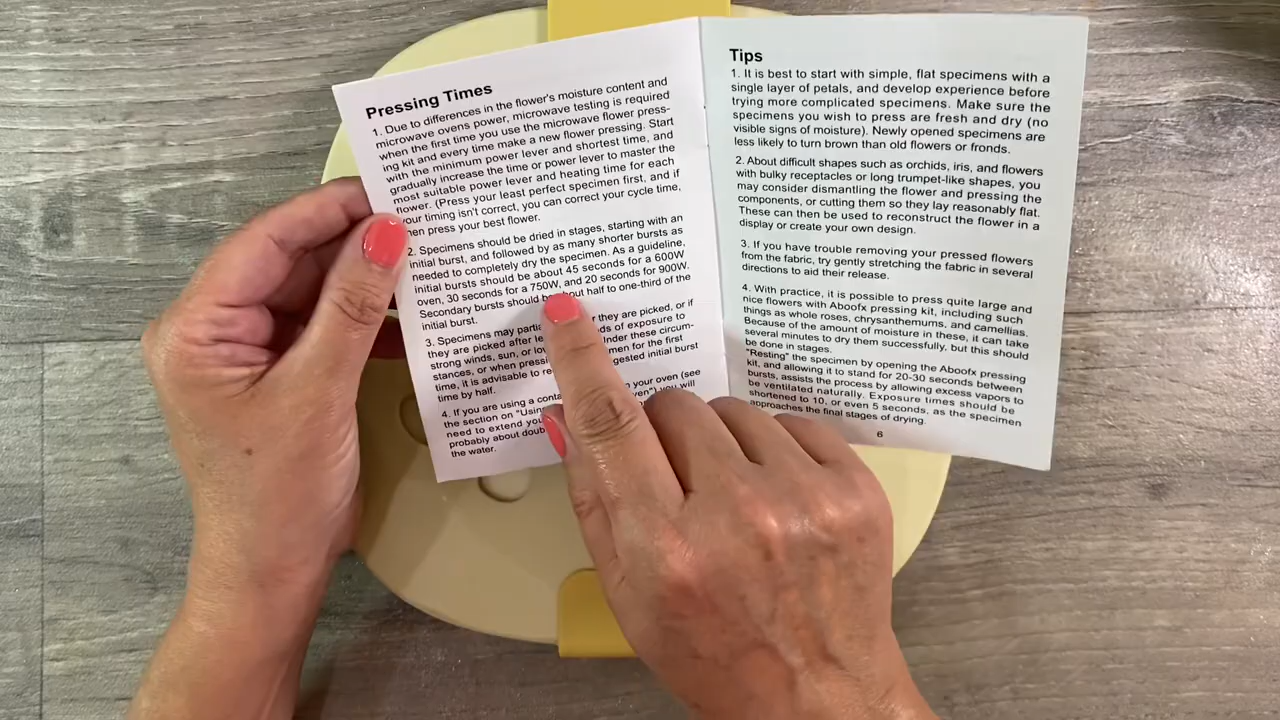 Pressing Times
1. Due to differences in the flower's moisture content and
microwave ovens power, microwave testing is required
when the first time you use the microwave flower press-
ing kit and every time make a new flower pressing. Start
with the minimum power level and shortest time, and
gradually increase the time or power level to master the
most suitable power level and heating time for each
flower. (Press your least perfect specimen first, and if
your timing isn't correct, you can correct your cycle time,
then press your best flower.
2. Specimens should be dried in stages, starting with an
initial burst, and followed by as many shorter bursts as
needed to completely dry the specimen. As a guideline,
initial bursts should be about 45 seconds for a 600W
oven, 30 seconds for a 750W, and 20 seconds for 900W.
Secondary bursts should be about half to one-third of the
initial burst.
3. Specimens may they are picked, or if
they are picked after of exposure to
strong winds, sun, or Under these circum-
stances, or when for the first
time, it is advisable to initial burst
time by half.
4. If you are using a in your oven (see
the section on you will
need to extend
probably about
the water.
Tips
1. It is best to start with simple, flat specimens with a
single layer of petals, and develop experience before
trying more complicated specimens. Make sure the
specimens you wish to press are fresh and dry (no
visible signs of moisture). Newly opened specimens are
less likely to turn brown than old flowers or fronds.
2. About difficult shapes such as orchids, iris, and flowers
with bulky receptacles or long trumpet-like shapes, you
may consider dismantling the flower and pressing the
components, or cutting them so they lay reasonably flat.
These can then be used to reconstruct the flower in a
display or create your own design.
3. If you have trouble removing your pressed flowers
from the fabric, try gently stretching the fabric in several
directions to aid their release.
4. With practice, it is possible to press quite large and
nice flowers with Aboofx pressing kit, including such
things as whole roses, chrysanthemums, and camellias.
Because of the amount of moisture in these, it can take
several minutes to dry them successfully, but this should
be done in stages.
"Resting" the specimen by opening the Aboofx pressing
kit, and allowing it to stand for 20-30 seconds between
bursts, assists the process by allowing excess vapors to
be ventilated naturally. Exposure times should be
shortened to 10, or even 5 seconds, as the specimen
approaches the final stages of drying.
6